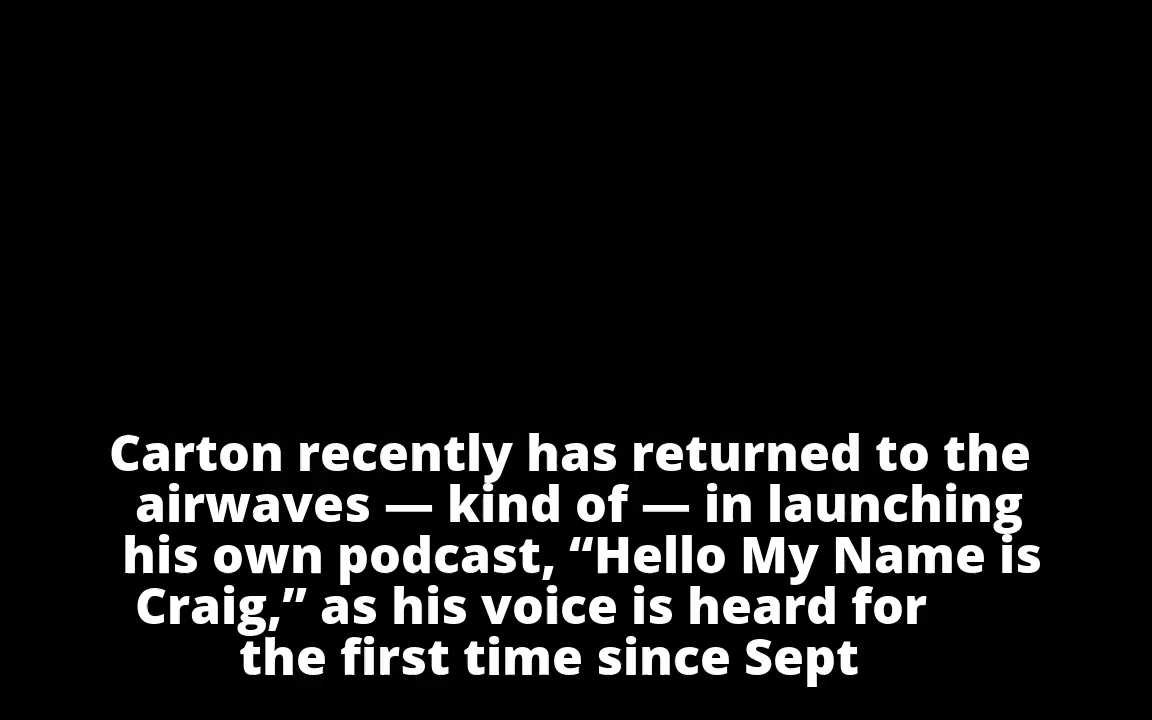 Carton recently has returned to the
airwaves — kind of — in launching
his own podcast, “Hello My Name is
Craig,” as his voice is heard for
the first time since Sept